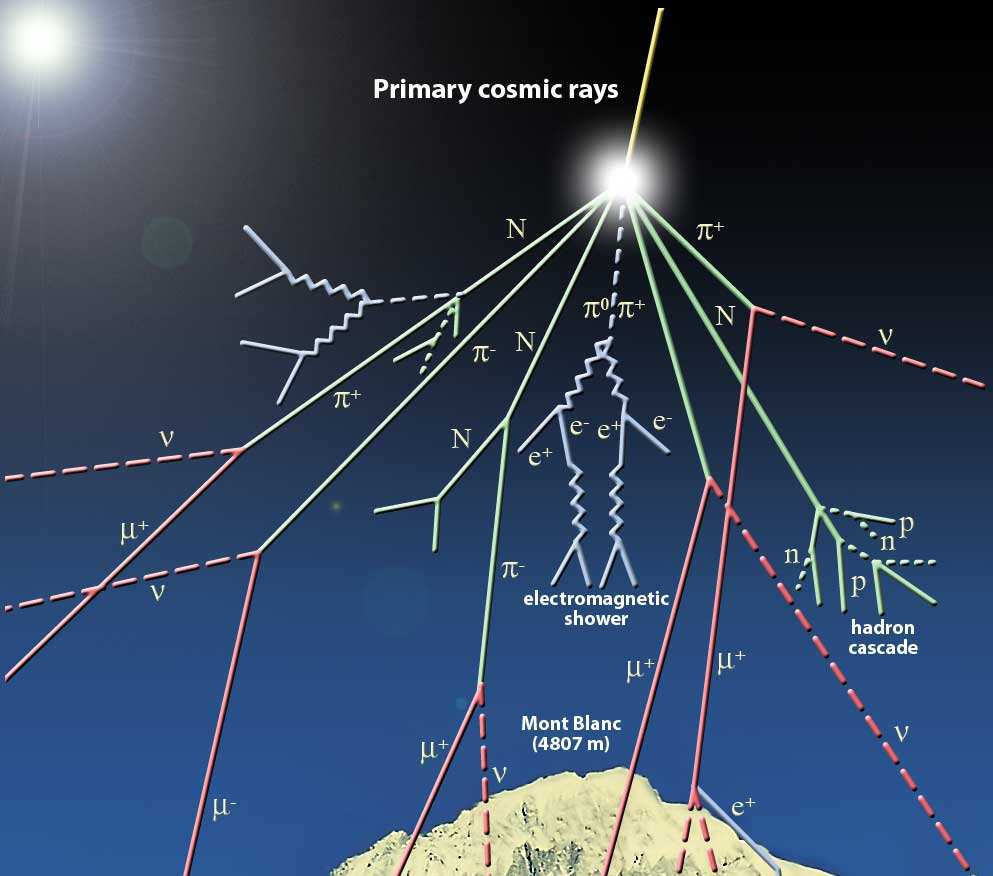 Primary cosmic rays
N
π⁺
π⁰
π⁺
N
N
π-
ν
π⁺
e-
e⁺
e-
ν
N
e⁺
μ⁺
p
n
n
π-
p
ν
electromagnetic
shower
hadron
cascade
μ⁺
μ⁺
Mont Blanc
(4807 m)
ν
μ⁺
ν
μ-
e⁺